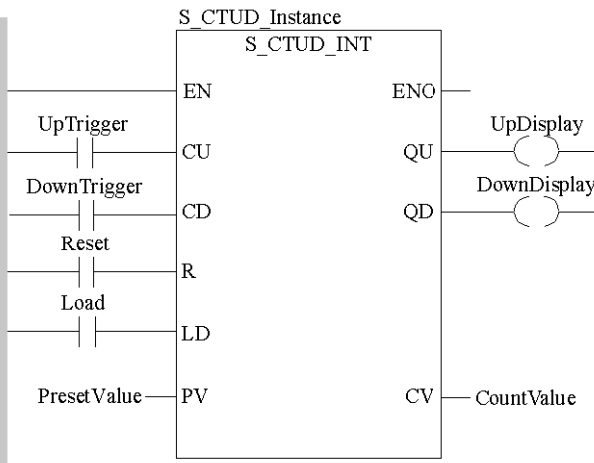 S_CTUD_Instance
S_CTUD_INT
EN ENO
UpTrigger UpDisplay
CU QU
DownTrigger DownDisplay
CD QD
Reset
R
Load
LD
PresetValue PV CV CountValue